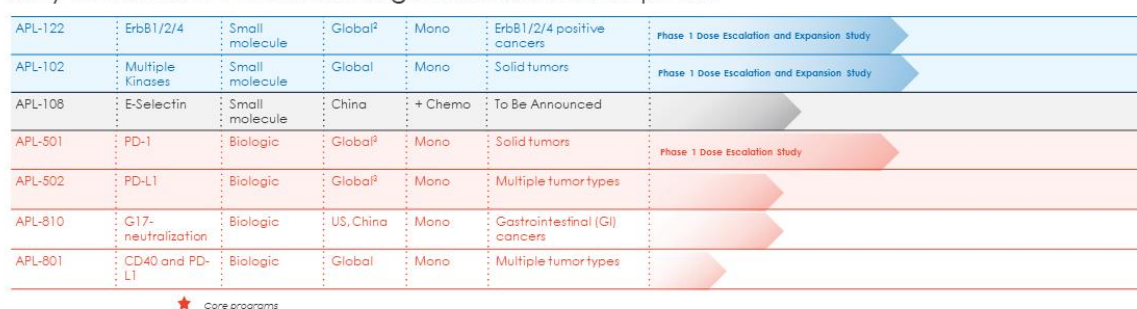 APL-122 ErbB1/2/4 Small molecule Global² Mono ErbB1/2/4 positive cancers Phase 1 Dose Escalation and Expansion Study
APL-102 Multiple Kinases Small molecule Global Mono Solid tumors Phase 1 Dose Escalation and Expansion Study
APL-108 E-Selectin Small molecule China + Chemo To Be Announced
APL-501 PD-1 Biologic Global³ Mono Solid tumors Phase 1 Dose Escalation Study
APL-502 PD-L1 Biologic Global³ Mono Multiple tumor types
APL-810 G17-neutralization Biologic US, China Mono Gastrointestinal (GI) cancers
APL-801 CD40 and PD-L1 Biologic Global Mono Multiple tumor types
Core programs